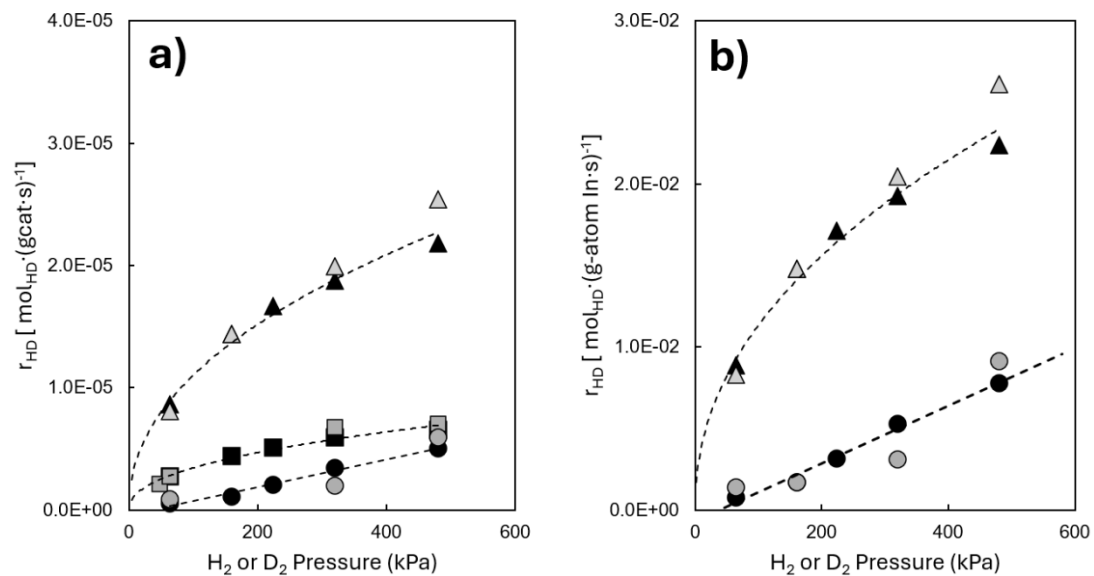 a)
4.0E-05
3.0E-05
2.0E-05
1.0E-05
0.0E+00
0
200
400
600
r_HD [ mol_HD·(gcat·s)^-1]
H₂ or D₂ Pressure (kPa)
b)
3.0E-02
2.0E-02
1.0E-02
0.0E+00
0
200
400
600
r_HD [ mol_HD·(g-atom In·s)^-1]
H₂ or D₂ Pressure (kPa)